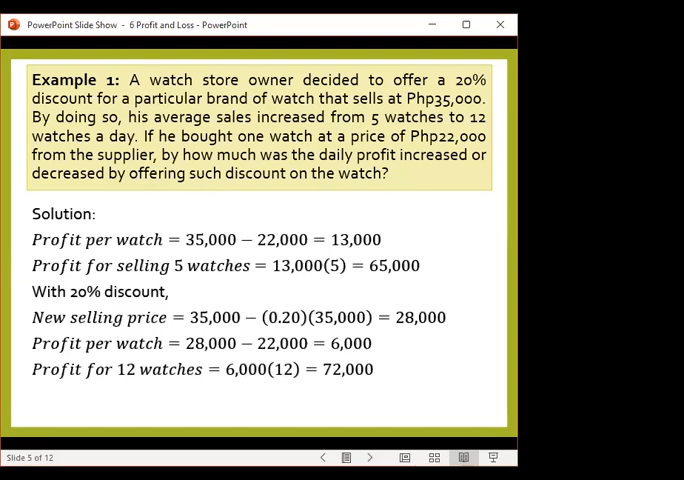 PowerPoint Slide Show - 6 Profit and Loss - PowerPoint
Example 1: A watch store owner decided to offer a 20%
discount for a particular brand of watch that sells at Php35,000.
By doing so, his average sales increased from 5 watches to 12
watches a day. If he bought one watch at a price of Php22,000
from the supplier, by how much was the daily profit increased or
decreased by offering such discount on the watch?
Solution:
Profit per watch = 35,000 − 22,000 = 13,000
Profit for selling 5 watches = 13,000(5) = 65,000
With 20% discount,
New selling price = 35,000 − (0.20)(35,000) = 28,000
Profit per watch = 28,000 − 22,000 = 6,000
Profit for 12 watches = 6,000(12) = 72,000
Slide 5 of 12